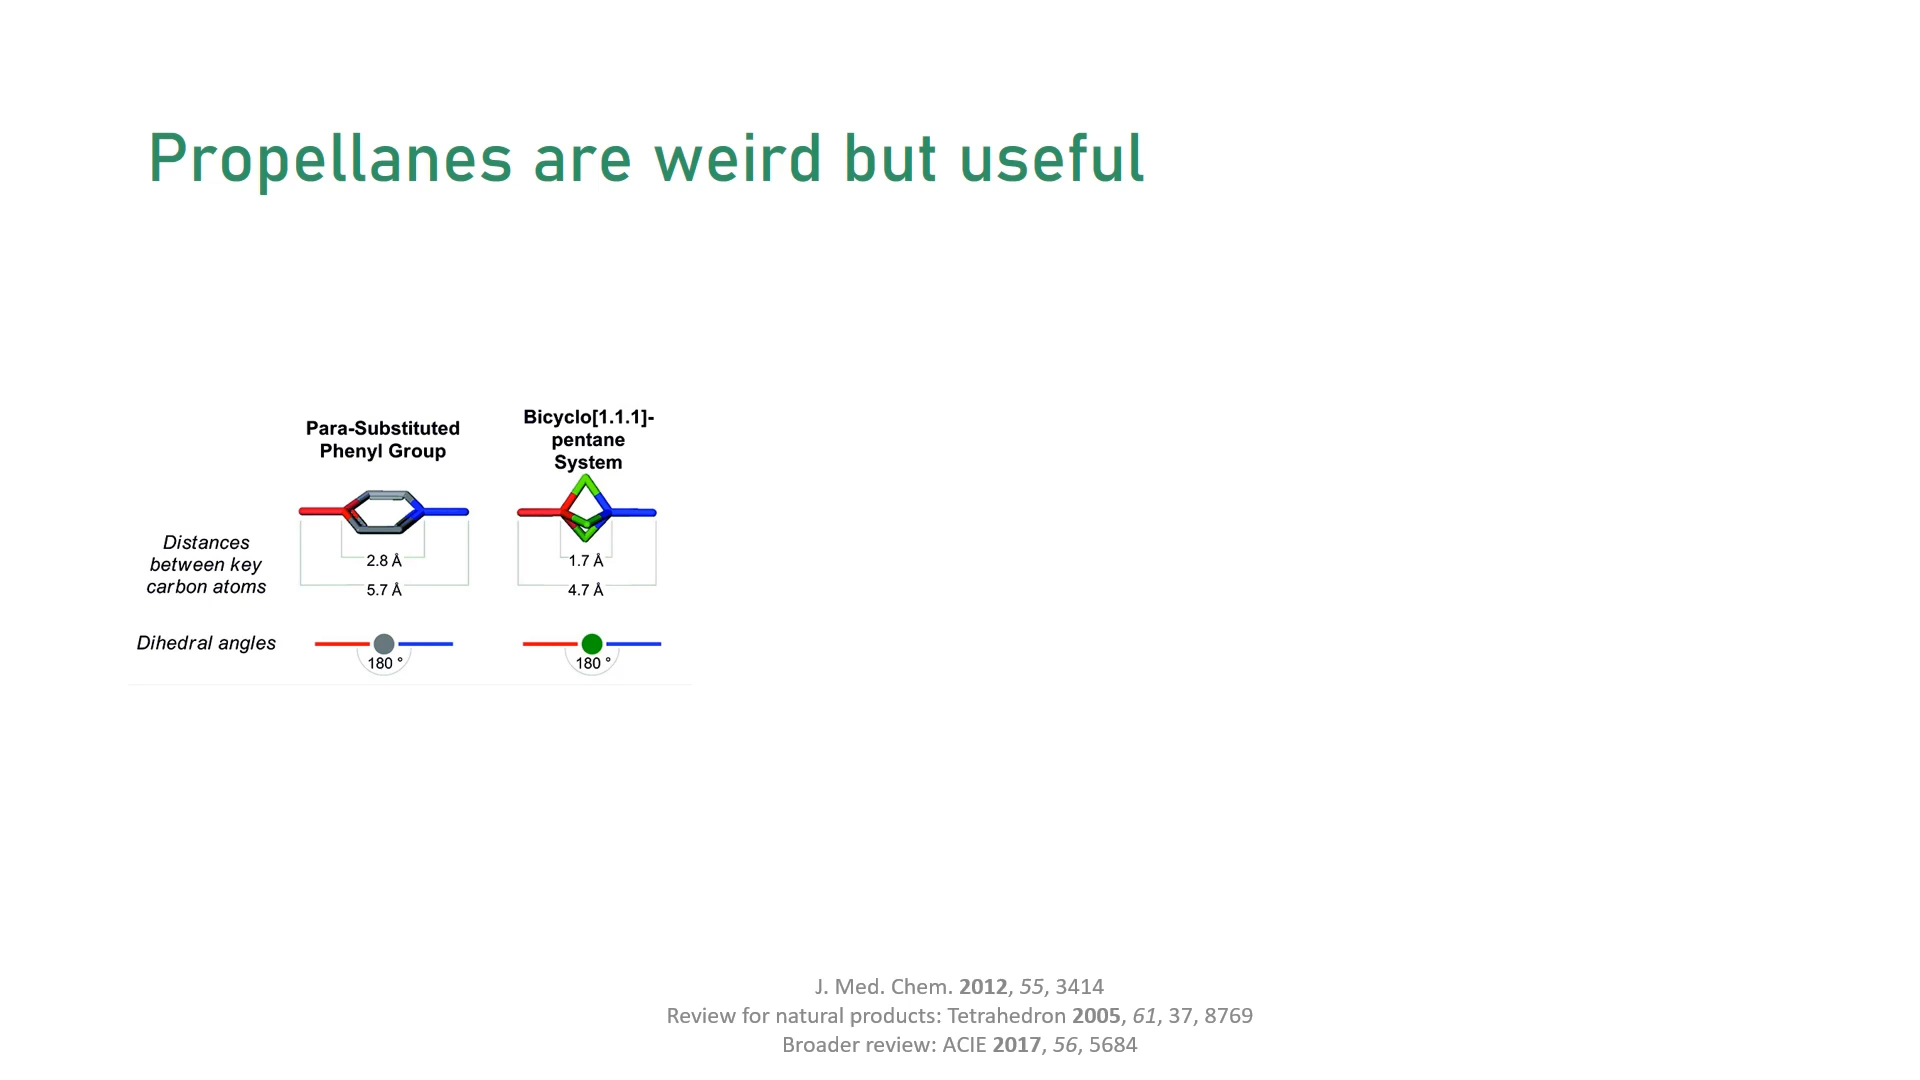 Propellanes are weird but useful
Para-Substituted
Phenyl Group
Bicyclo[1.1.1]-
pentane
System
Distances
between key
carbon atoms
2.8 Å
1.7 Å
5.7 Å
4.7 Å
Dihedral angles
180 °
180 °
J. Med. Chem. 2012, 55, 3414
Review for natural products: Tetrahedron 2005, 61, 37, 8769
Broader review: ACIE 2017, 56, 5684